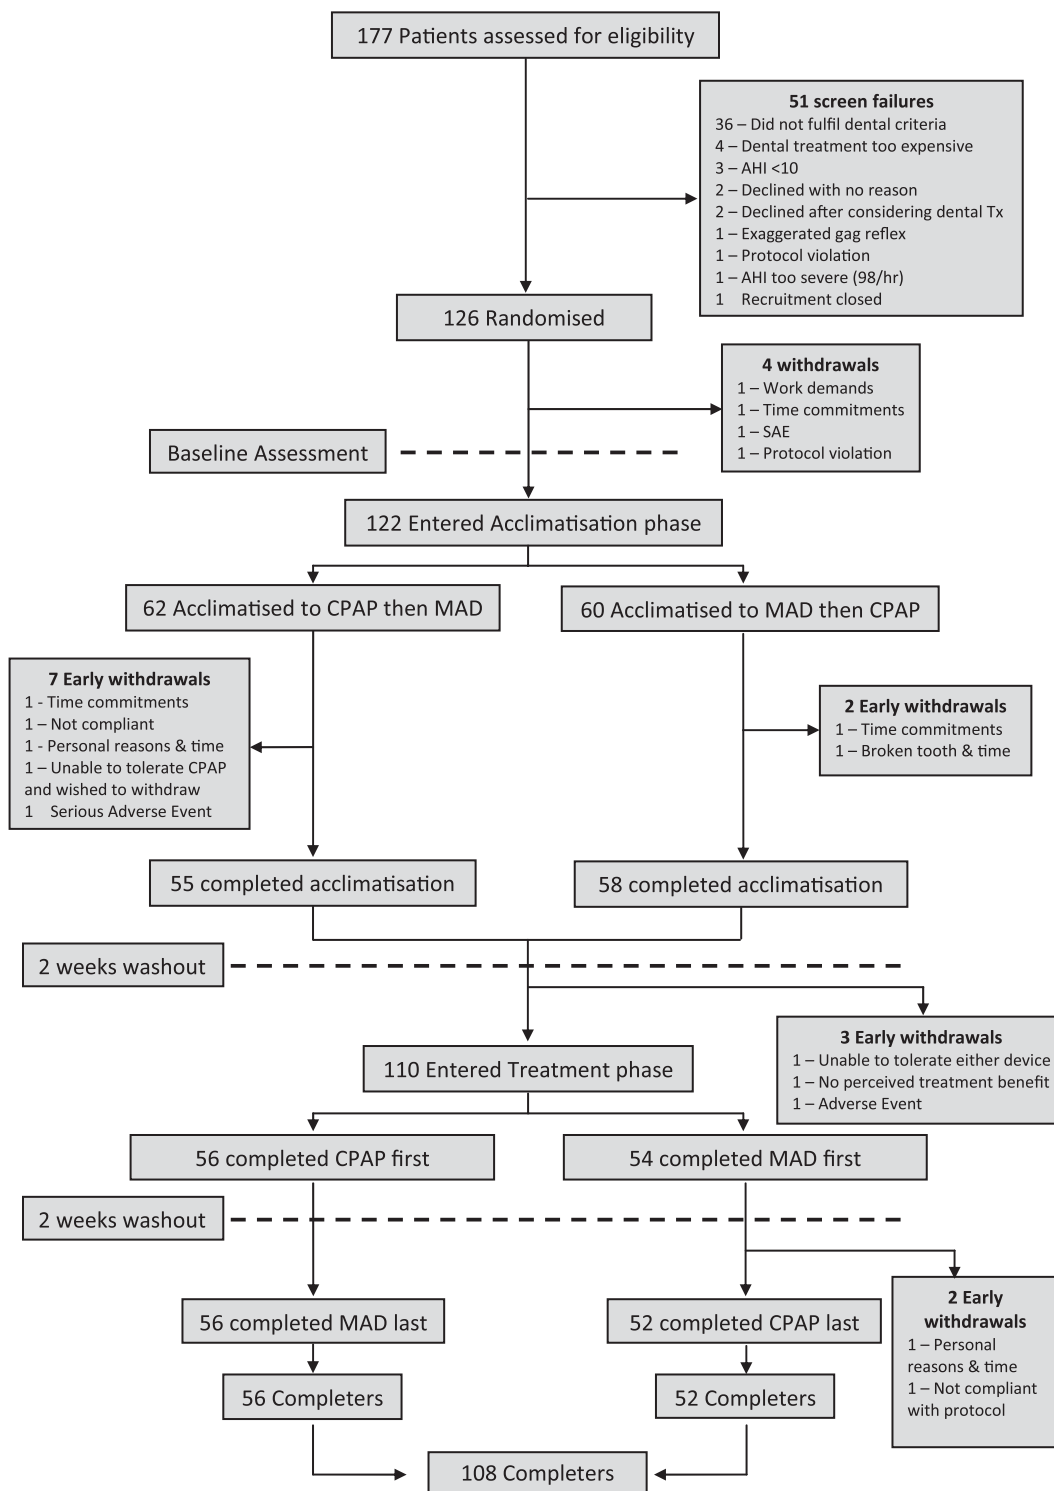 177 Patients assessed for eligibility
51 screen failures
36 – Did not fulfil dental criteria
4 – Dental treatment too expensive
3 – AHI <10
2 – Declined with no reason
2 – Declined after considering dental Tx
1 – Exaggerated gag reflex
1 – Protocol violation
1 – AHI too severe (98/hr)
1 Recruitment closed
126 Randomised
4 withdrawals
1 – Work demands
1 – Time commitments
1 – SAE
1 – Protocol violation
Baseline Assessment
122 Entered Acclimatisation phase
62 Acclimatised to CPAP then MAD
60 Acclimatised to MAD then CPAP
7 Early withdrawals
1 - Time commitments
1 – Not compliant
1 - Personal reasons & time
1 – Unable to tolerate CPAP
and wished to withdraw
1 Serious Adverse Event
2 Early withdrawals
1 – Time commitments
1 – Broken tooth & time
55 completed acclimatisation
58 completed acclimatisation
2 weeks washout
3 Early withdrawals
1 – Unable to tolerate either device
1 – No perceived treatment benefit
1 – Adverse Event
110 Entered Treatment phase
56 completed CPAP first
54 completed MAD first
2 weeks washout
2 Early
withdrawals
1 – Personal
reasons & time
1 – Not compliant
with protocol
56 completed MAD last
52 completed CPAP last
56 Completers
52 Completers
108 Completers